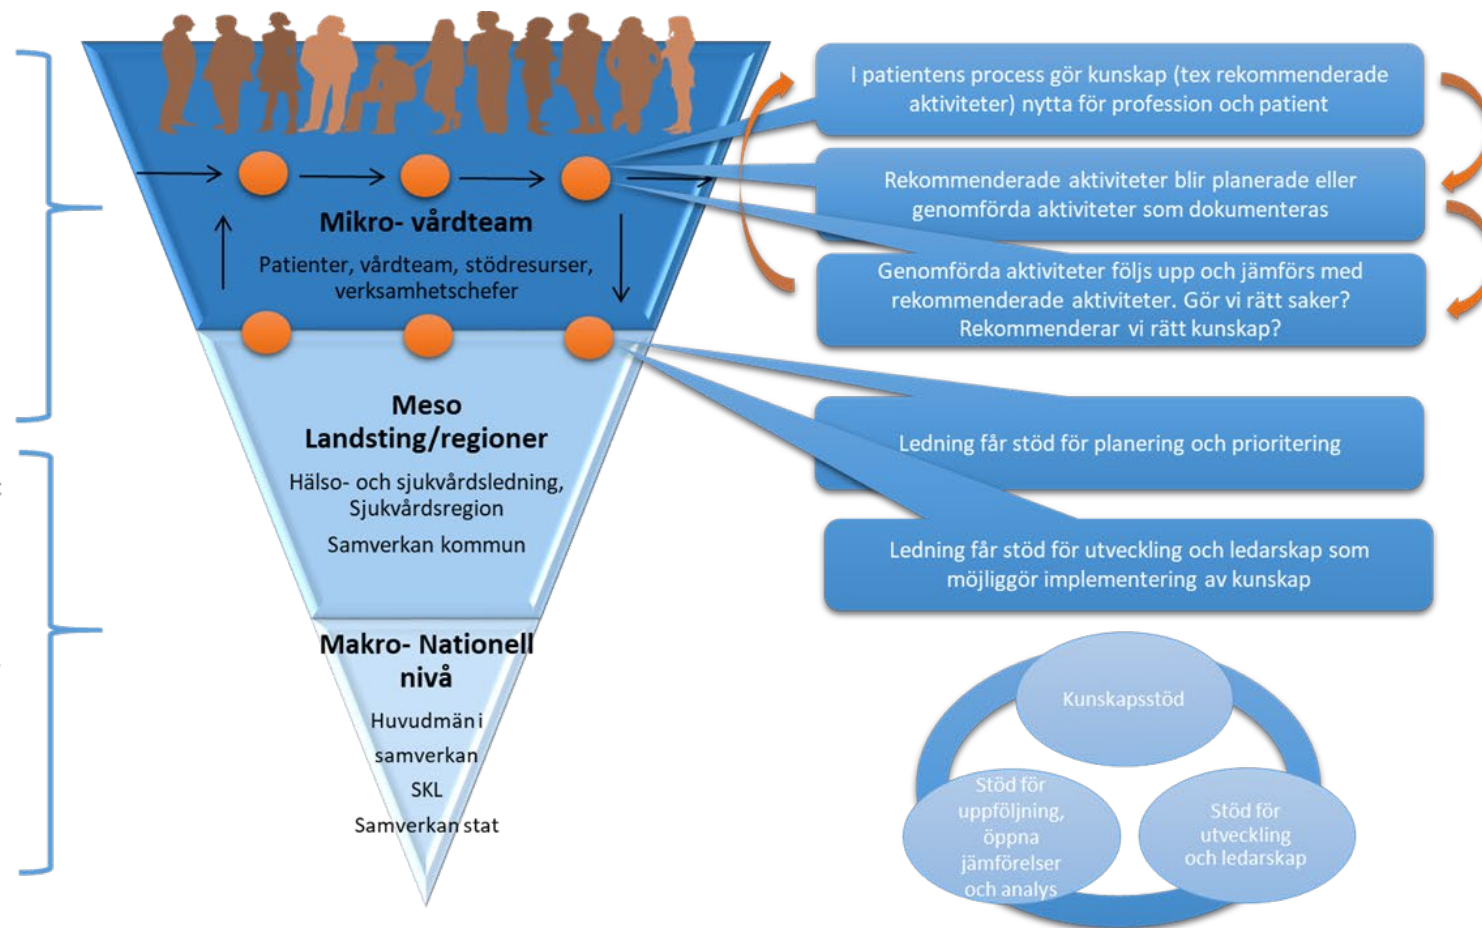 Mikro- vårdteam
Patienter, vårdteam, stödresurser,
verksamhetschefer
Meso
Landsting/regioner
Hälso- och sjukvårdsledning,
Sjukvårdsregion
Samverkan kommun
Makro- Nationell
nivå
Huvudmän i
samverkan
SKL
Samverkan stat
I patientens process gör kunskap (tex rekommenderade
aktiviteter) nytta för profession och patient
Rekommenderade aktiviteter blir planerade eller
genomförda aktiviteter som dokumenteras
Genomförda aktiviteter följs upp och jämförs med
rekommenderade aktiviteter. Gör vi rätt saker?
Rekommenderar vi rätt kunskap?
Ledning får stöd för planering och prioritering
Ledning får stöd för utveckling och ledarskap som
möjliggör implementering av kunskap
Kunskapsstöd
Stöd för
uppföljning,
öppna
jämförelser
och analys
Stöd för
utveckling
och ledarskap